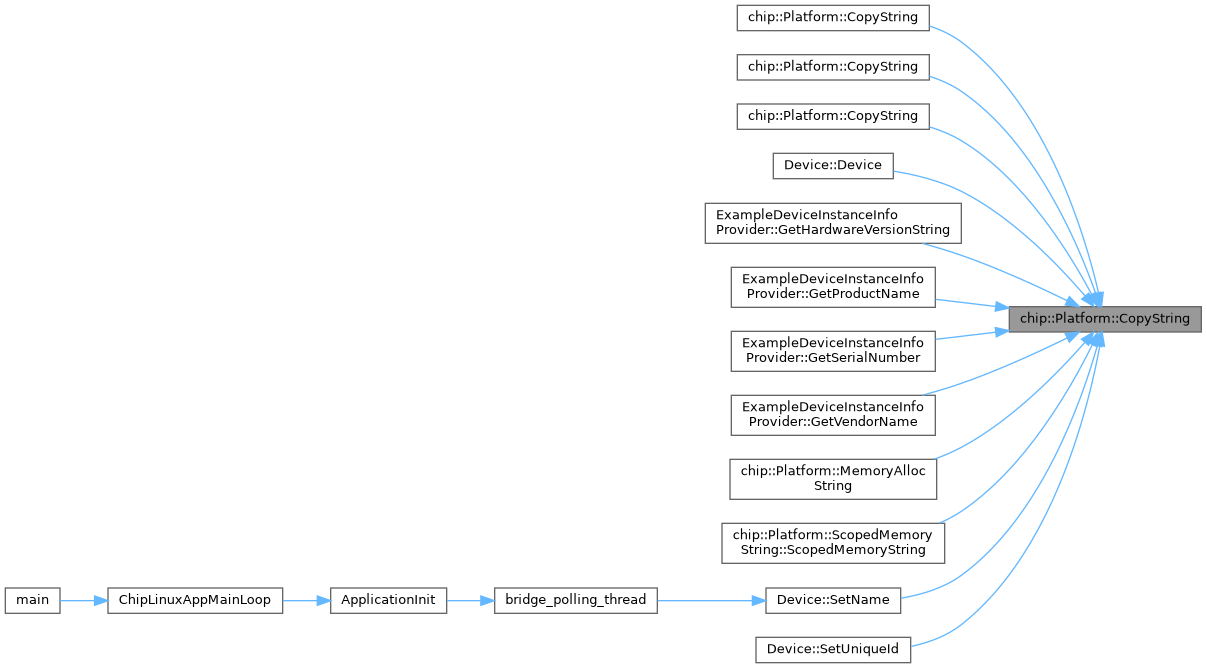 chip::Platform::CopyString
chip::Platform::CopyString
chip::Platform::CopyString
Device::Device
ExampleDeviceInstanceInfo
Provider::GetHardwareVersionString
ExampleDeviceInstanceInfo
Provider::GetProductName
chip::Platform::CopyString
ExampleDeviceInstanceInfo
Provider::GetSerialNumber
ExampleDeviceInstanceInfo
Provider::GetVendorName
chip::Platform::MemoryAlloc
String
chip::Platform::ScopedMemory
String::ScopedMemoryString
main
ChipLinuxAppMainLoop
ApplicationInit
bridge_polling_thread
Device::SetName
Device::SetUniqueId